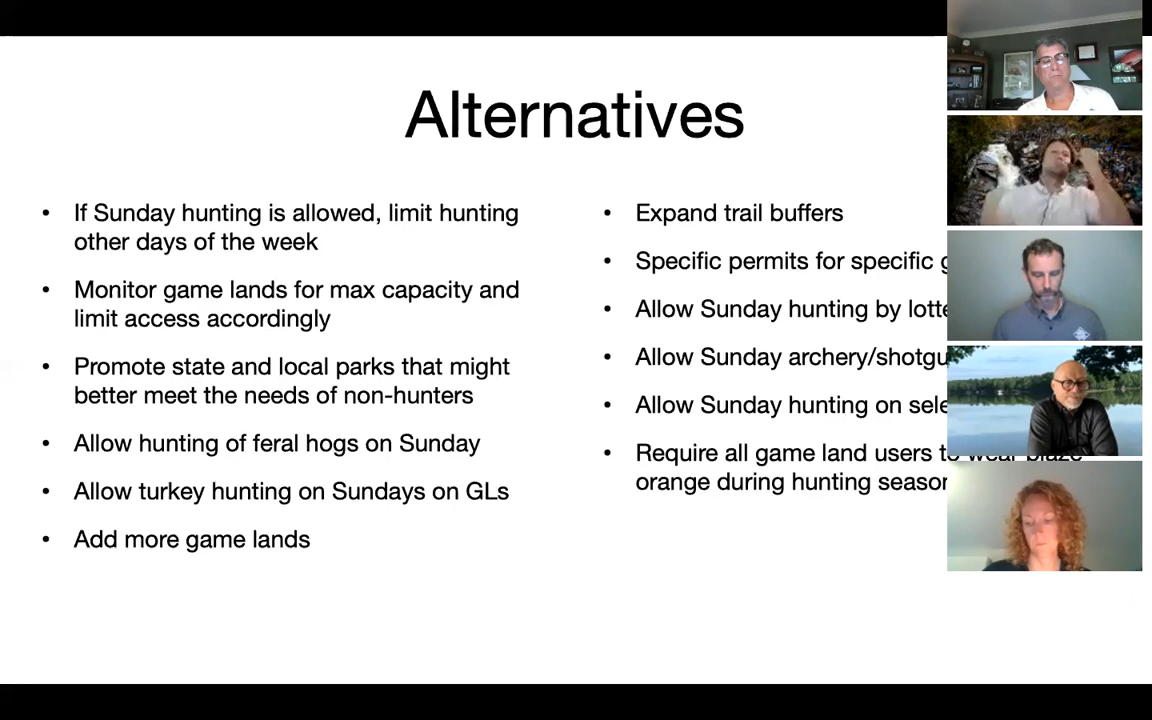 Alternatives
• If Sunday hunting is allowed, limit hunting
other days of the week
• Monitor game lands for max capacity and
limit access accordingly
• Promote state and local parks that might
better meet the needs of non-hunters
• Allow hunting of feral hogs on Sunday
• Allow turkey hunting on Sundays on GLs
• Add more game lands
• Expand trail buffers
• Specific permits for specific
• Allow Sunday hunting by
• Allow Sunday
• Allow Sunday hunting on
• Require all game land users to wear blaze
orange during hunting